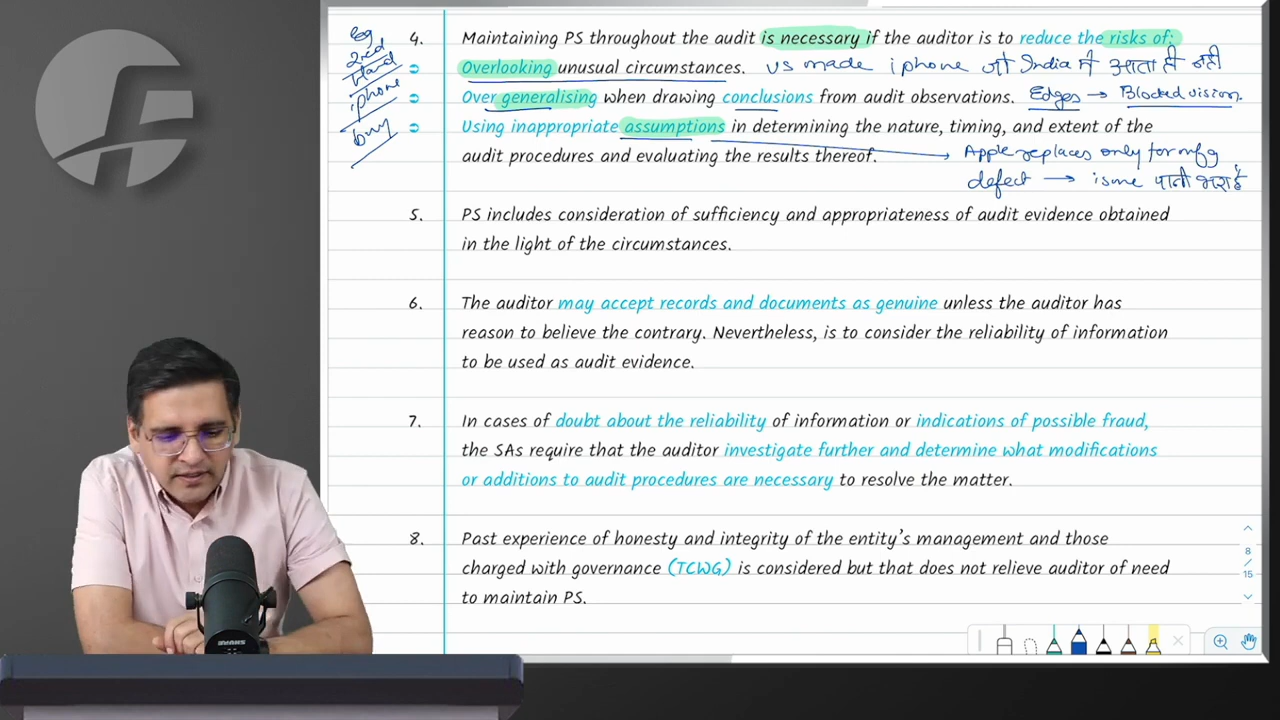 Eg
2nd
Hand
iphone
buy
4. Maintaining PS throughout the audit is necessary if the auditor is to reduce the risks of:
Overlooking unusual circumstances. US made iphone जो India में आता ही नहीं
Over generalising when drawing conclusions from audit observations. Edges → Blocked vision.
Using inappropriate assumptions in determining the nature, timing, and extent of the
audit procedures and evaluating the results thereof. → Apple replaces only for mfg
defect → isme पानी भरा है
5. PS includes consideration of sufficiency and appropriateness of audit evidence obtained
in the light of the circumstances.
6. The auditor may accept records and documents as genuine unless the auditor has
reason to believe the contrary. Nevertheless, is to consider the reliability of information
to be used as audit evidence.
7. In cases of doubt about the reliability of information or indications of possible fraud,
the SAs require that the auditor investigate further and determine what modifications
or additions to audit procedures are necessary to resolve the matter.
8. Past experience of honesty and integrity of the entity's management and those
charged with governance (TCWG) is considered but that does not relieve auditor of need
to maintain PS.
8
/
15
SHURE